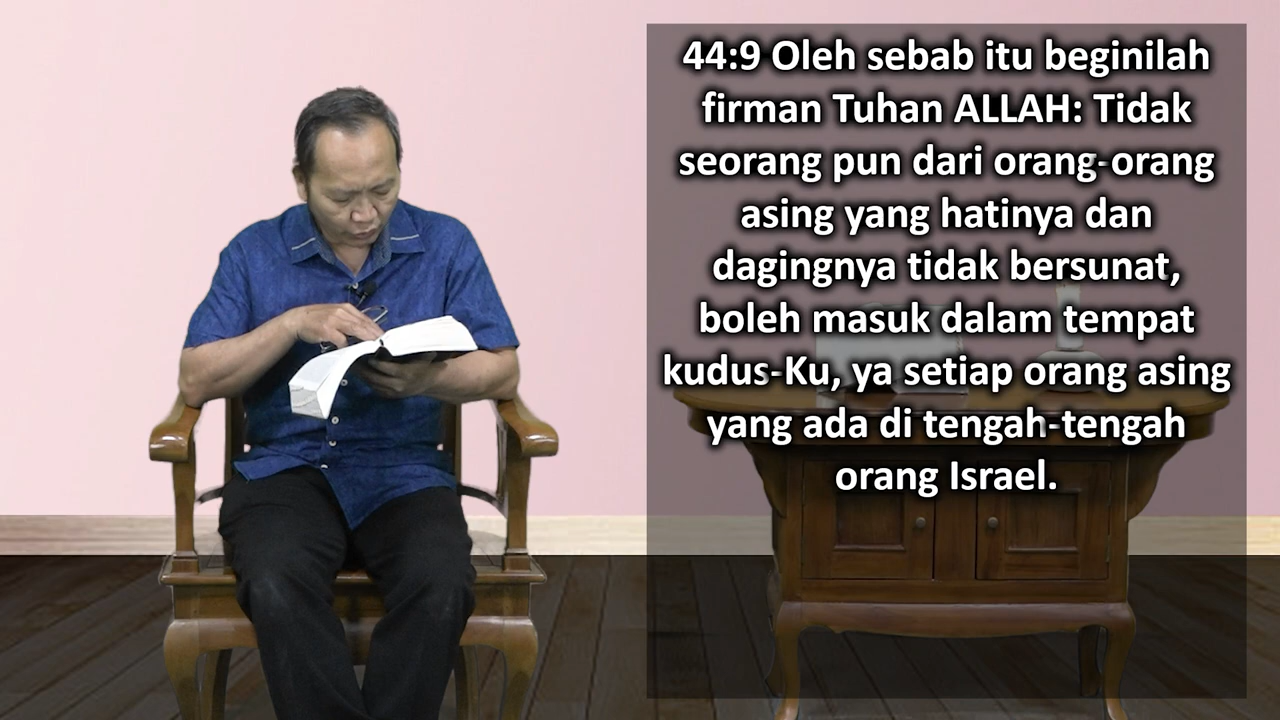 44:9 Oleh sebab itu beginilah
firman Tuhan ALLAH: Tidak
seorang pun dari orang-orang
asing yang hatinya dan
dagingnya tidak bersunat,
boleh masuk dalam tempat
kudus-Ku, ya setiap orang asing
yang ada di tengah-tengah
orang Israel.